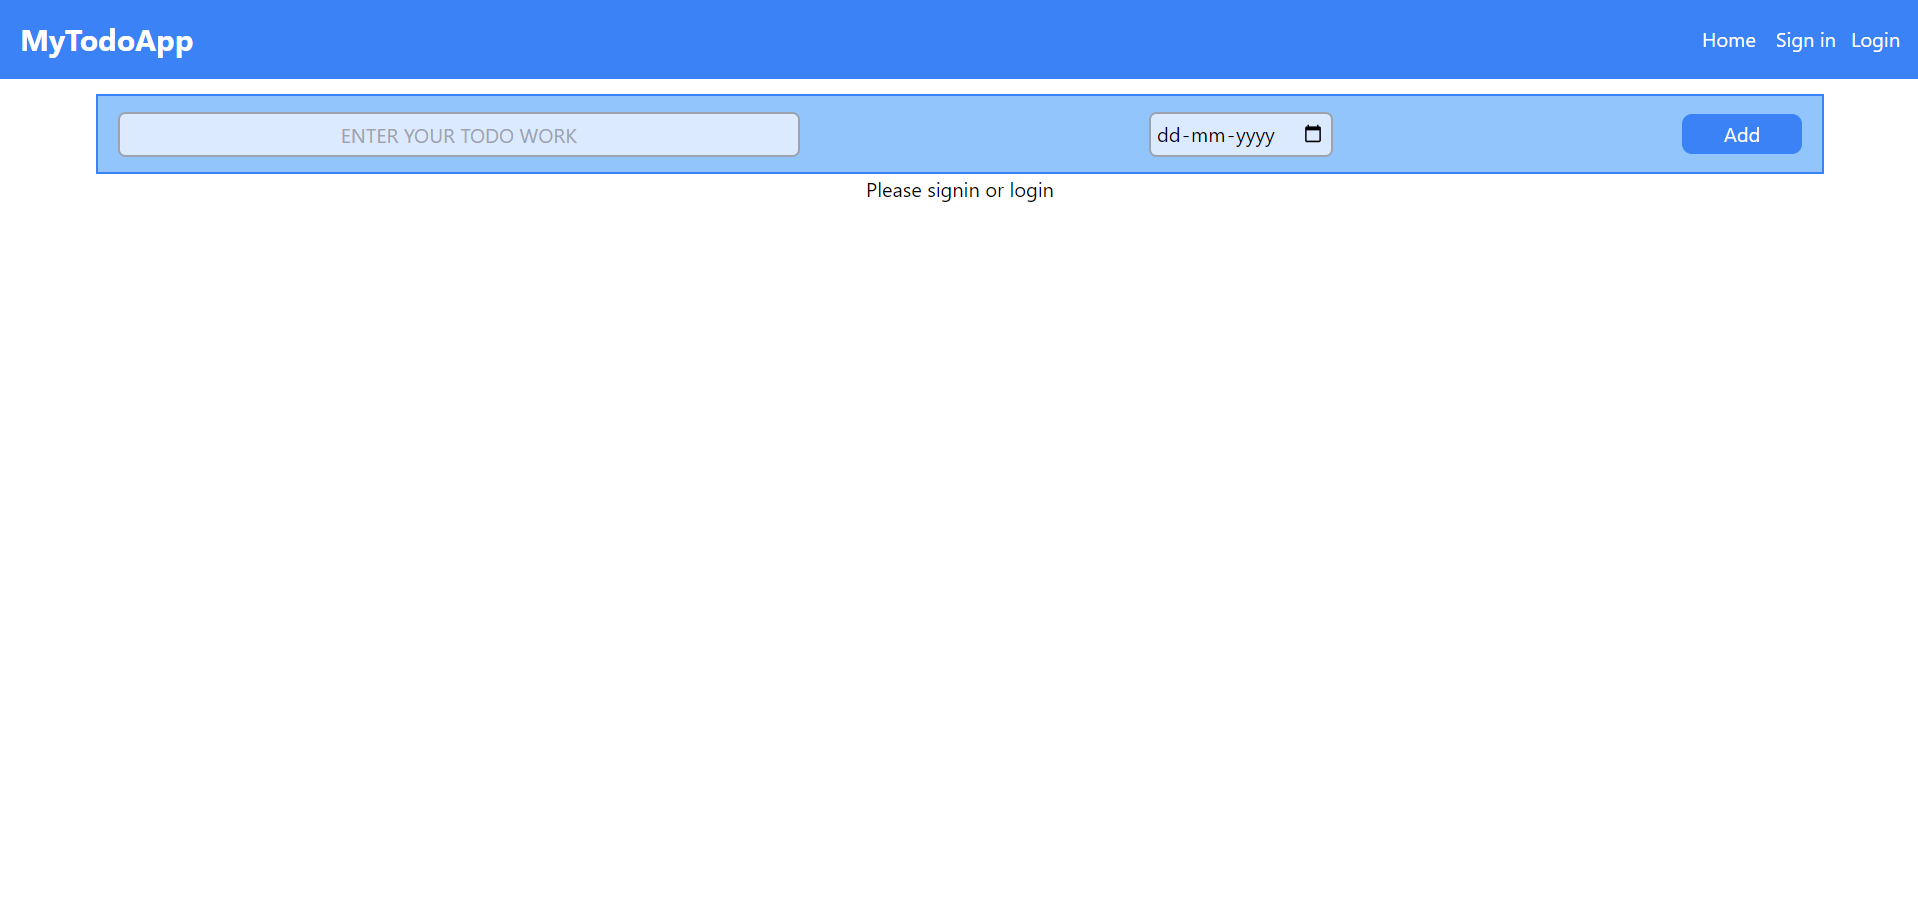 MyTodoApp
Home Sign in Login
ENTER YOUR TODO WORK
dd-mm-yyyy
Add
Please signin or login